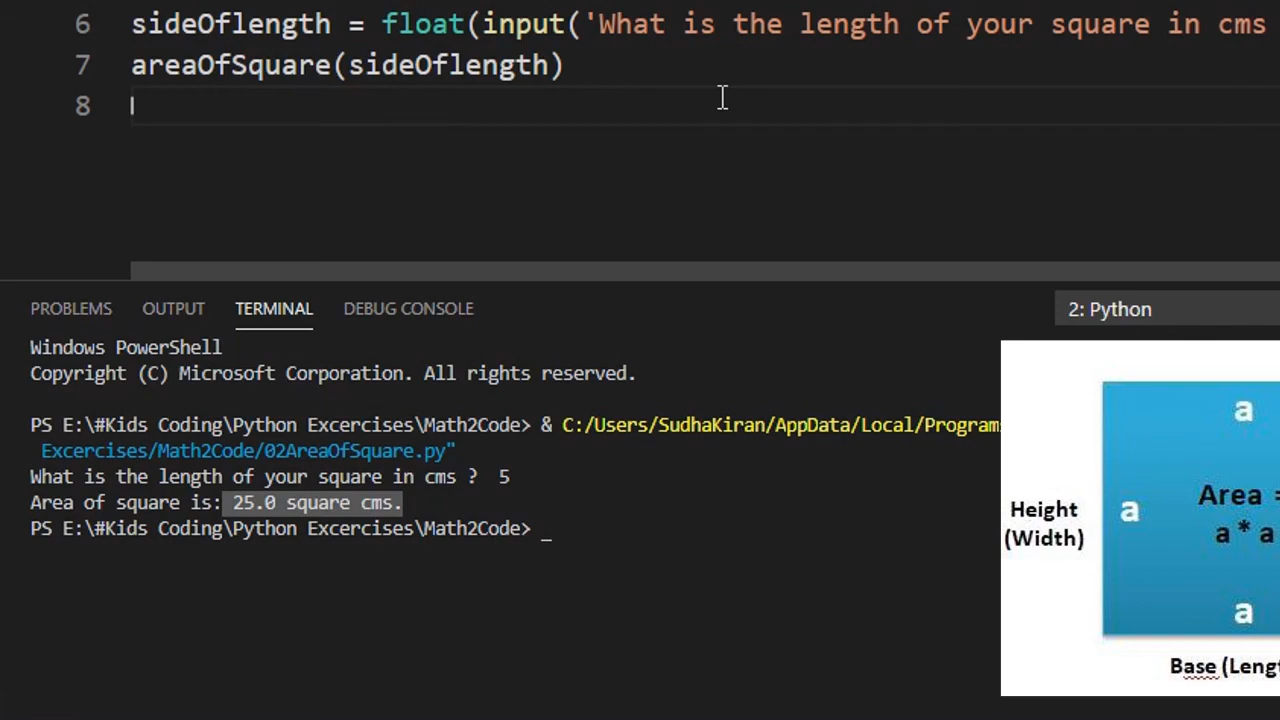 6 sideOflength = float(input('What is the length of your square in cms
7 areaOfSquare(sideOflength)
8
PROBLEMS OUTPUT TERMINAL DEBUG CONSOLE 2: Python
Windows PowerShell
Copyright (C) Microsoft Corporation. All rights reserved.
PS E:\#Kids Coding\Python Excercises\Math2Code> & C:/Users/SudhaKiran/AppData/Local/Programs
Excercises/Math2Code/02AreaOfSquare.py"
What is the length of your square in cms ? 5
Area of square is: 25.0 square cms.
PS E:\#Kids Coding\Python Excercises\Math2Code> _
a
Area =
a * a
Height
(Width)
a
a
Base (Lengt